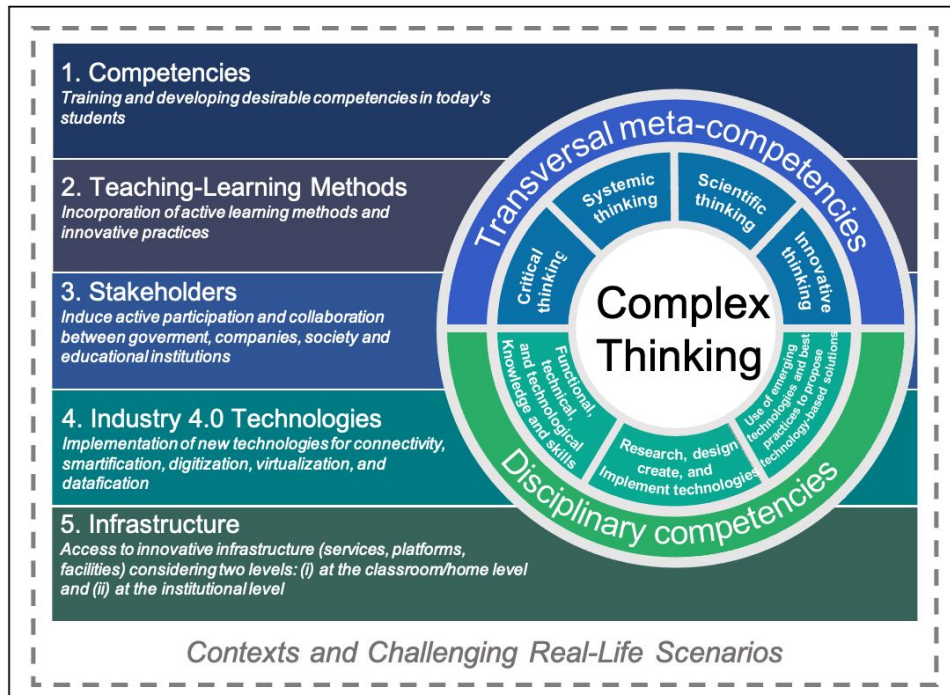 1. Competencies
Training and developing desirable competencies in today's
students
2. Teaching-Learning Methods
Incorporation of active learning methods and
innovative practices
3. Stakeholders
Induce active participation and collaboration
between goverment, companies, society and
educational institutions
4. Industry 4.0 Technologies
Implementation of new technologies for connectivity,
smartification, digitization, virtualization, and
datafication
5. Infrastructure
Access to innovative infrastructure (services, platforms,
facilities) considering two levels: (i) at the classroom/home level
and (ii) at the institutional level
Transversal meta-competencies
Critical
thinking
Systemic
thinking
Scientific
thinking
Innovative
thinking
Complex
Thinking
Functional,
technical,
and technological
Knowledge and skills
Research, design
create, and
Implement technologies
Use of emerging
technologies and best
practices to propose
technology-based solutions
Disciplinary competencies
Contexts and Challenging Real-Life Scenarios